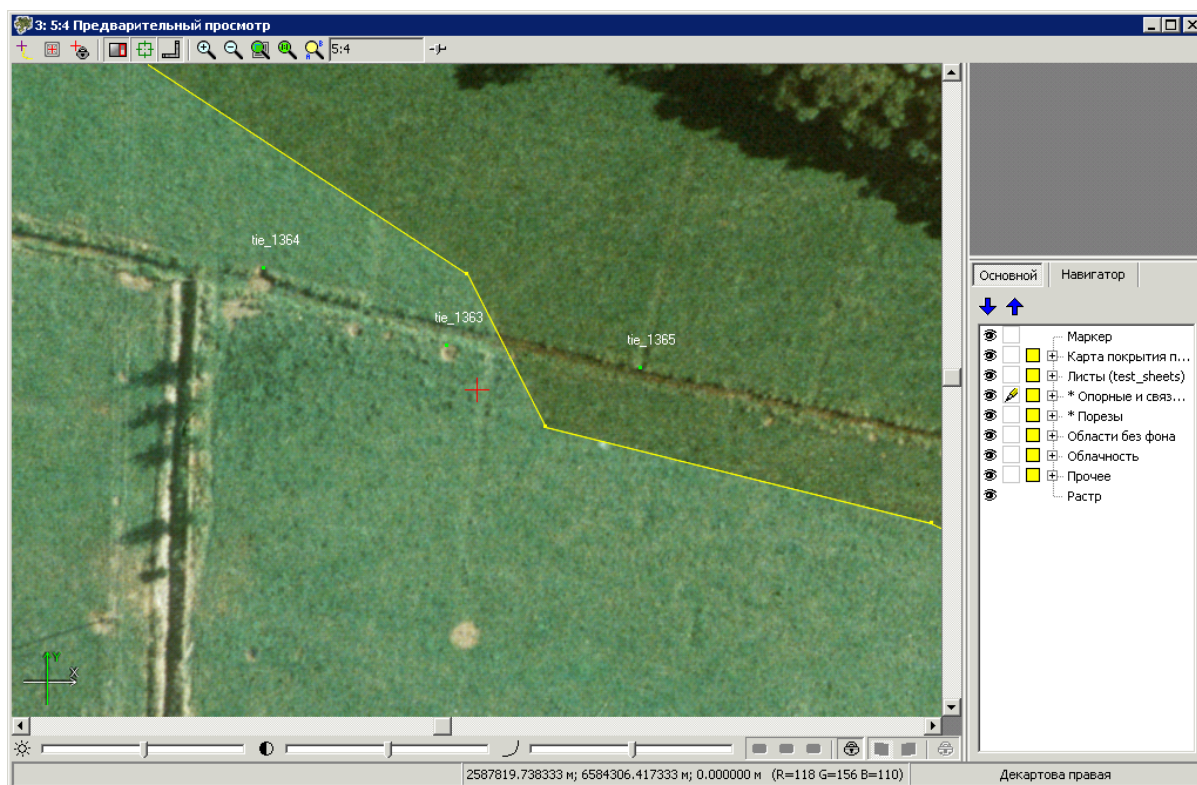 3: 5:4 Предварительный просмотр
5:4
tie_1364
tie_1363
tie_1365
Y
X
Основной Навигатор
Маркер
Карта покрытия п...
Листы (test_sheets)
* Опорные и связ...
* Порезы
Области без фона
Облачность
Прочее
Растр
2587819.738333 м; 6584306.417333 м; 0.000000 м (R=118 G=156 B=110)
Декартова правая